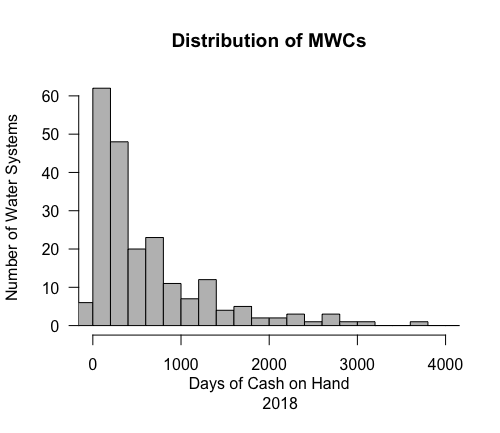 Distribution of MWCs
Number of Water Systems
60
50
40
30
20
10
0
0 1000 2000 3000 4000
Days of Cash on Hand
2018